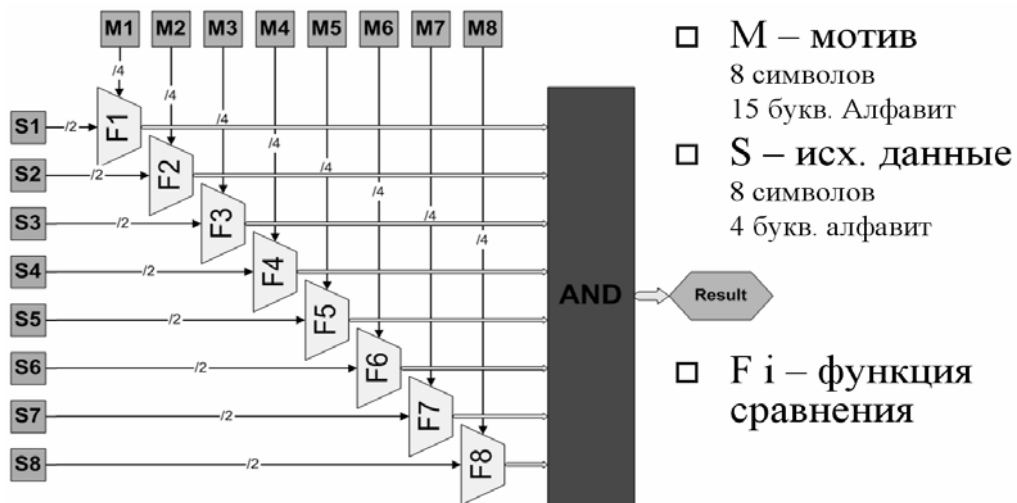 M1 M2 M3 M4 M5 M6 M7 M8
/4 /4 /4 /4 /4 /4 /4 /4
S1 /2 F1
S2 /2 F2
S3 /2 F3
S4 /2 F4
S5 /2 F5
S6 /2 F6
S7 /2 F7
S8 /2 F8
AND
Result
М – мотив
8 символов
15 букв. Алфавит
S – исх. данные
8 символов
4 букв. алфавит
F i – функция
сравнения